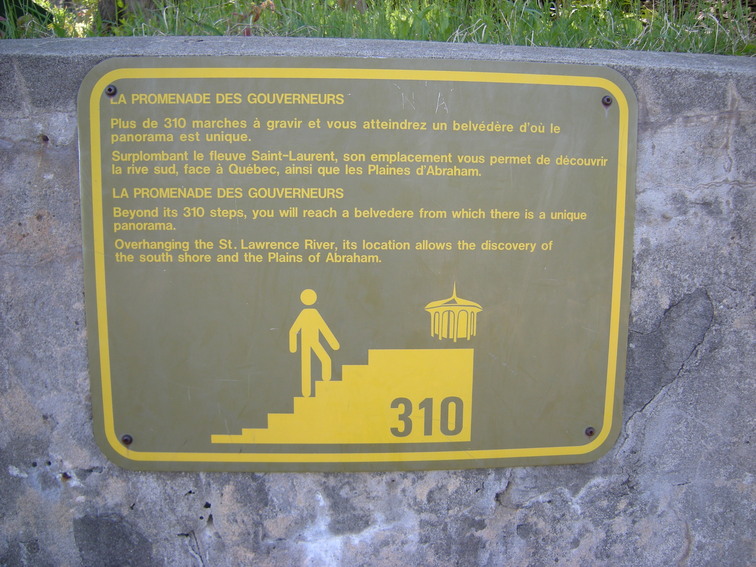 LA PROMENADE DES GOUVERNEURS
Plus de 310 marches à gravir et vous atteindrez un belvédère d'où le
panorama est unique.
Surplombant le fleuve Saint-Laurent, son emplacement vous permet de découvrir
la rive sud, face à Québec, ainsi que les Plaines d'Abraham.
LA PROMENADE DES GOUVERNEURS
Beyond its 310 steps, you will reach a belvedere from which there is a unique
panorama.
Overhanging the St. Lawrence River, its location allows the discovery of
the south shore and the Plains of Abraham.
310